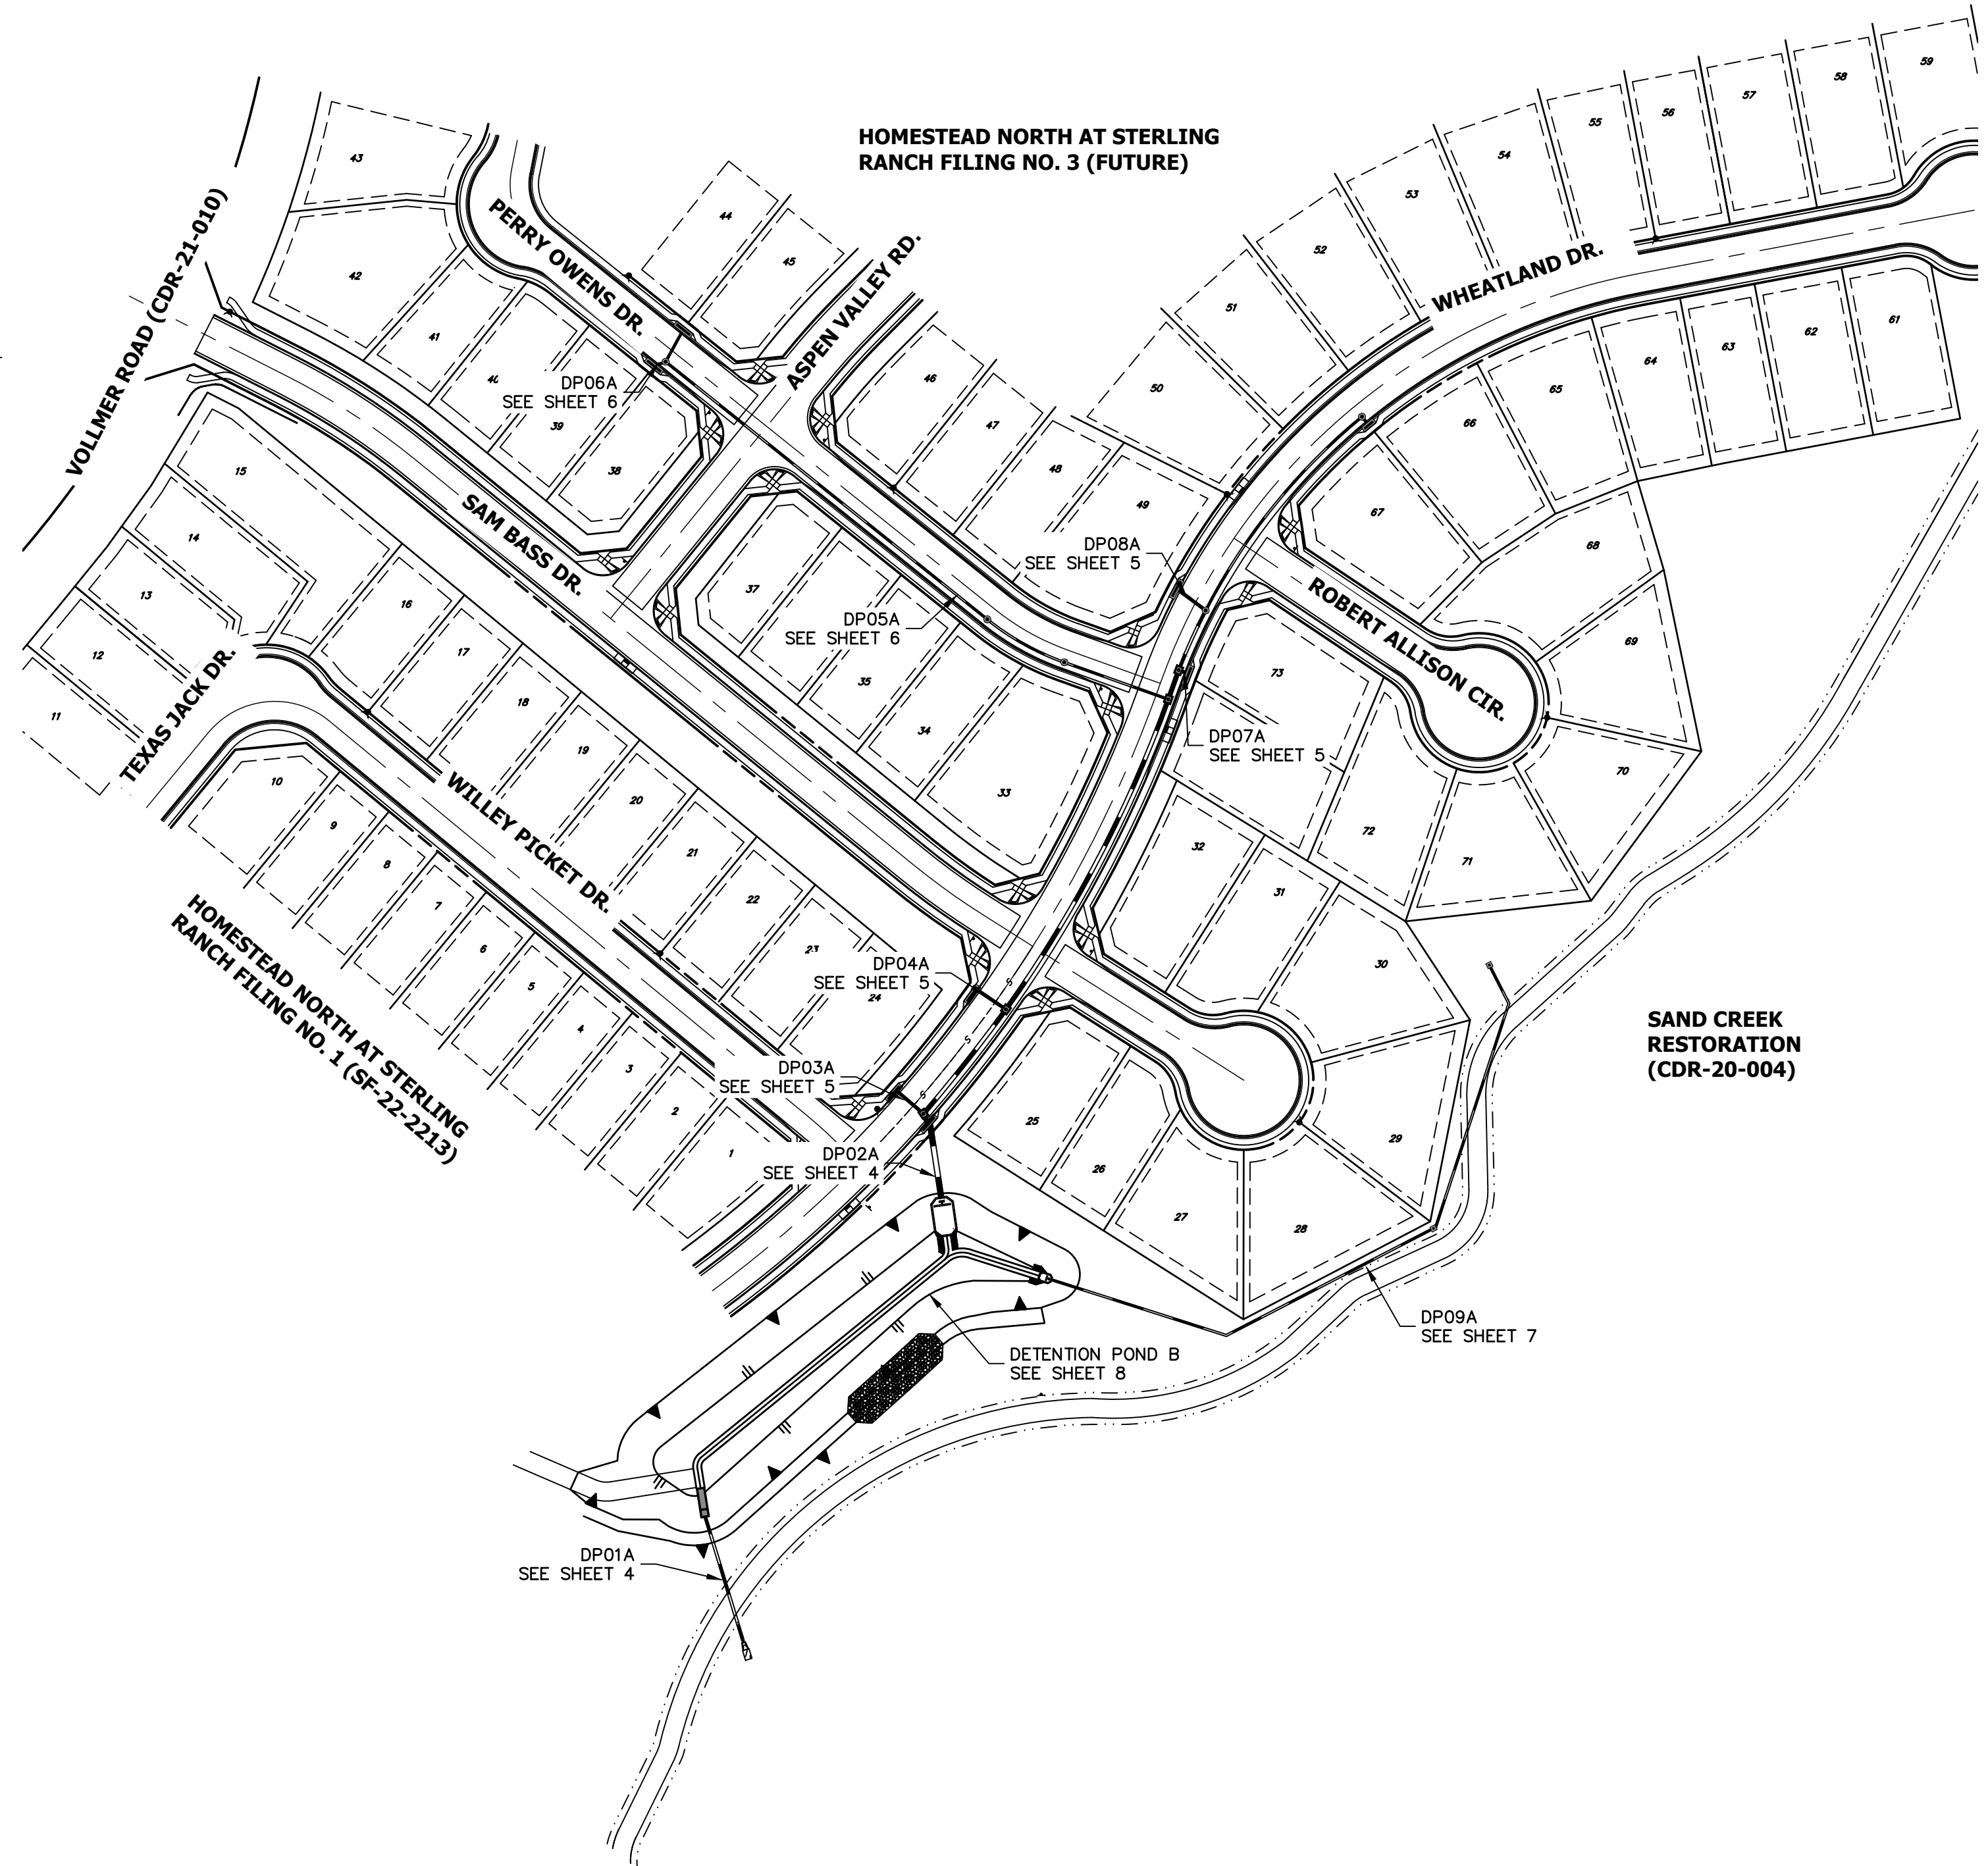 HOMESTEAD NORTH AT STERLING
RANCH FILING NO. 3 (FUTURE)
VOLLMER ROAD (CDR-21-010)
PERRY OWENS DR.
ASPEN VALLEY RD.
WHEATLAND DR.
SAM BASS DR.
ROBERT ALLISON CIR.
TEXAS JACK DR.
WILLEY PICKET DR.
HOMESTEAD NORTH AT STERLING
RANCH FILING NO. 1 (SF-22-2213)
SAND CREEK
RESTORATION
(CDR-20-004)
DP06A
SEE SHEET 6
DP08A
SEE SHEET 5
DP05A
SEE SHEET 6
DP07A
SEE SHEET 5
DP04A
SEE SHEET 5
DP03A
SEE SHEET 5
DP02A
SEE SHEET 4
DP09A
SEE SHEET 7
DETENTION POND B
SEE SHEET 8
DP01A
SEE SHEET 4
1
2
3
4
5
6
7
8
9
10
11
12
13
14
15
16
17
18
19
20
21
22
23
24
25
26
27
28
29
30
31
32
33
34
35
37
38
39
40
41
42
43
44
45
46
47
48
49
50
51
52
53
54
55
56
57
58
59
61
62
63
64
65
66
67
68
69
70
71
72
73
S
S
S